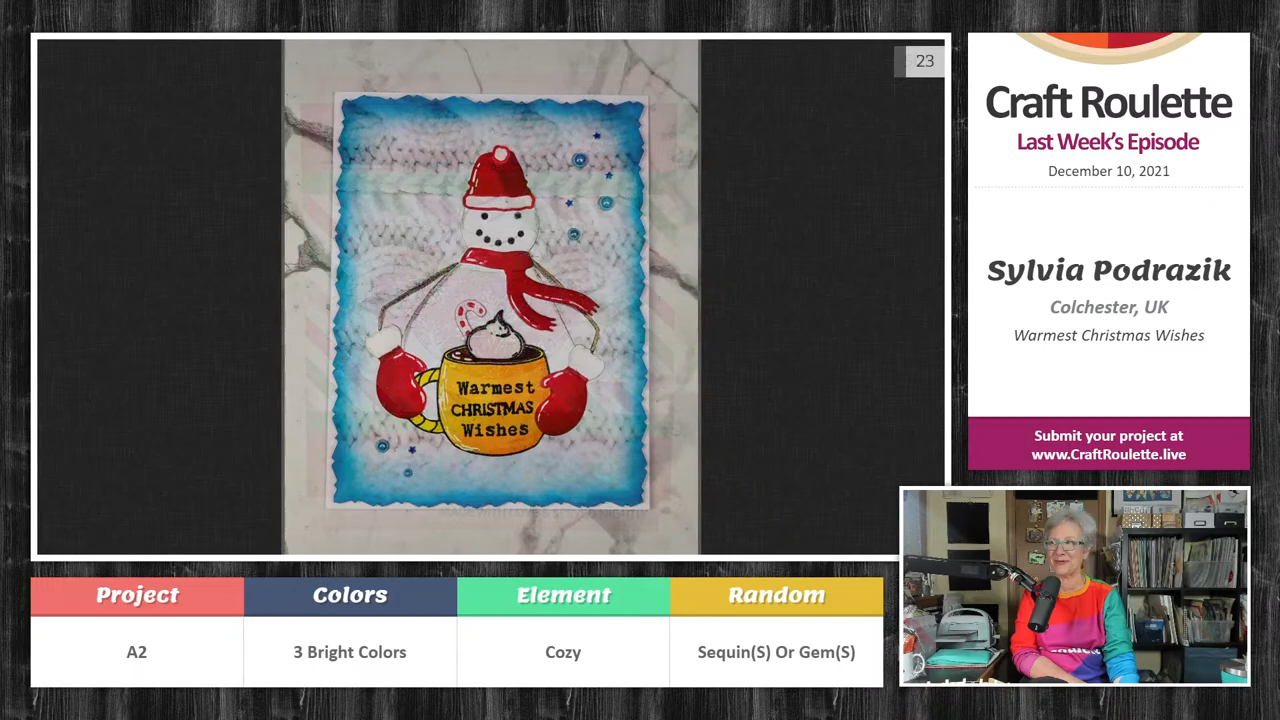 23
Warmest
CHRISTMAS
Wishes
Craft Roulette
Last Week's Episode
December 10, 2021
Sylvia Podrazik
Colchester, UK
Warmest Christmas Wishes
Submit your project at
www.CraftRoulette.live
Project Colors Element Random
A2 3 Bright Colors Cozy Sequin(S) Or Gem(S)